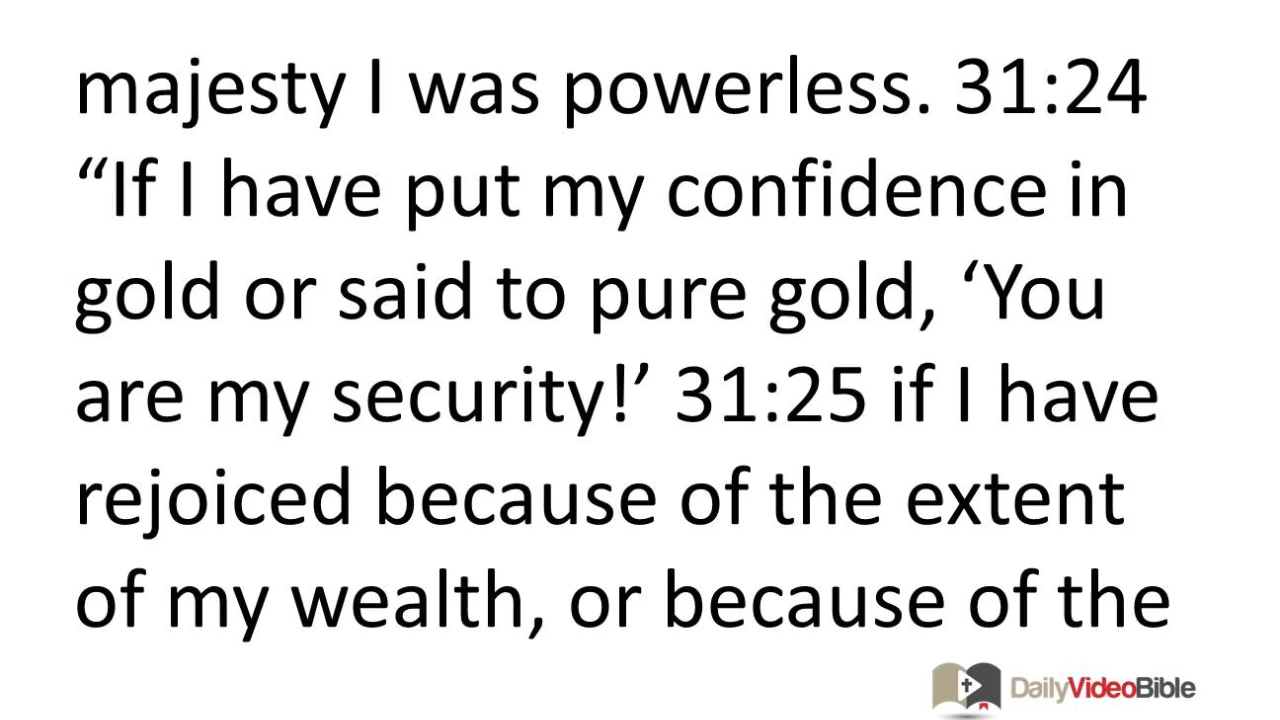 majesty I was powerless. 31:24
“If I have put my confidence in
gold or said to pure gold, ‘You
are my security!’ 31:25 if I have
rejoiced because of the extent
of my wealth, or because of the
DailyVideoBible